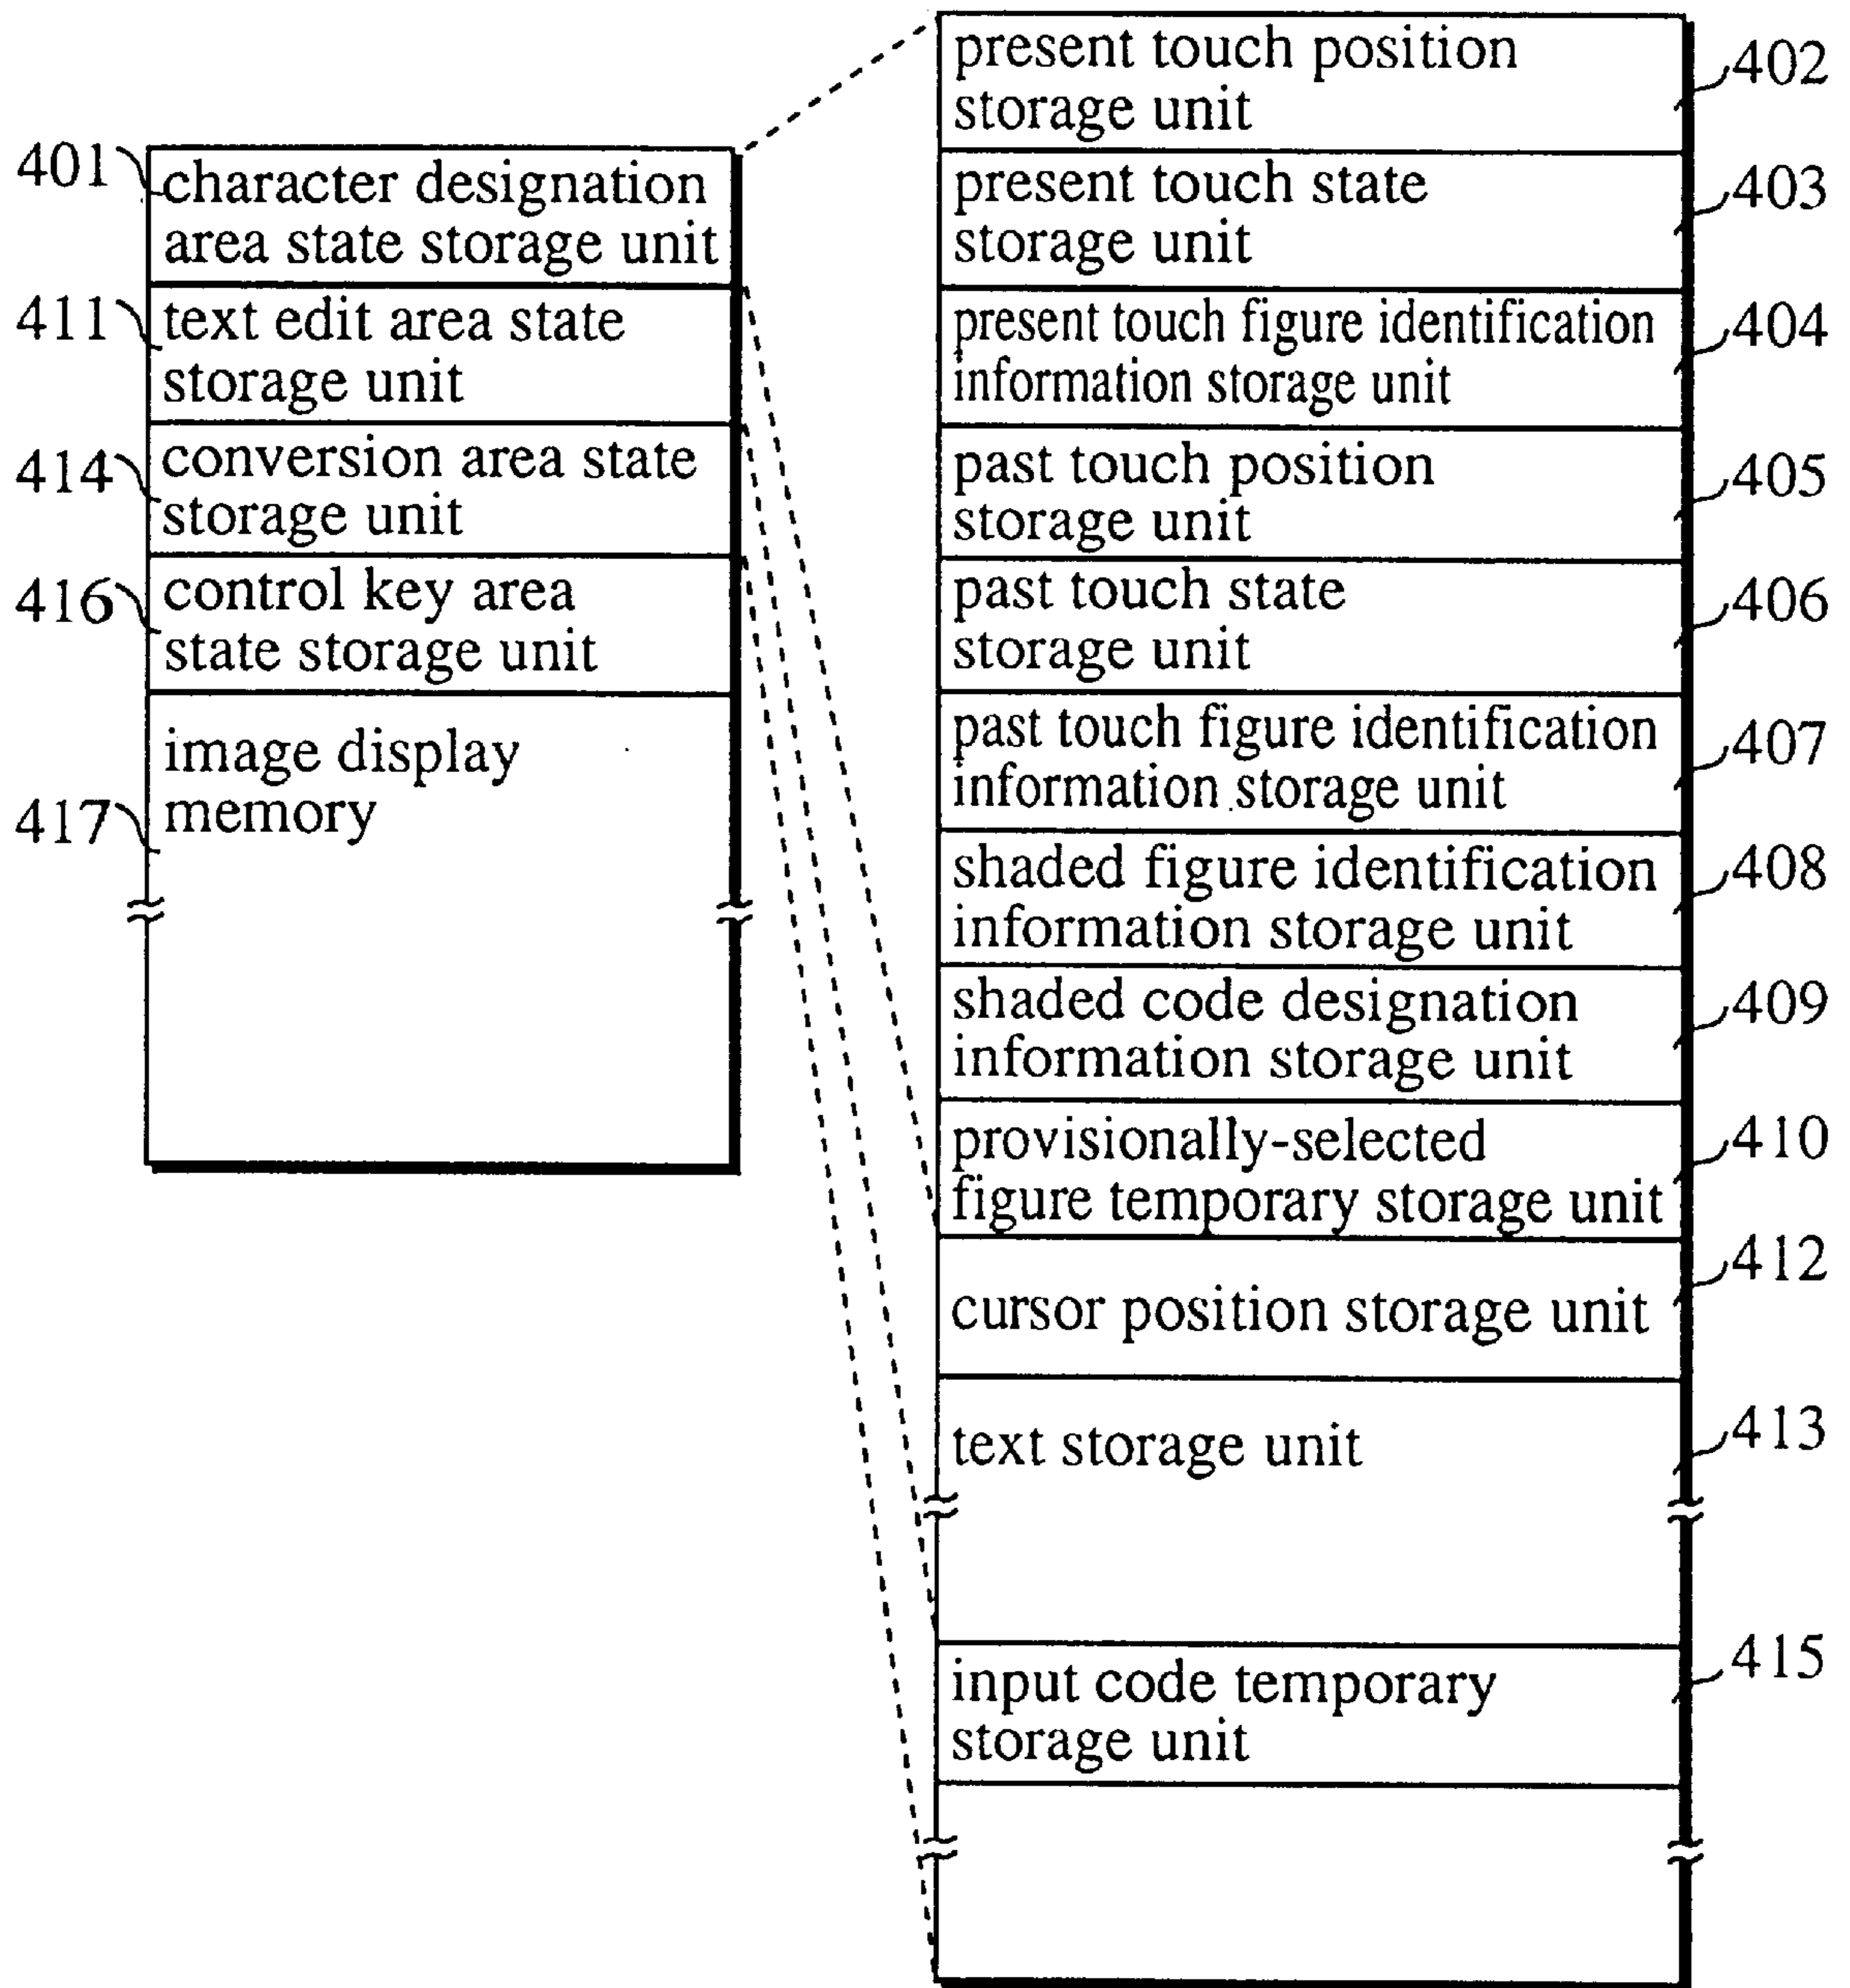 401
character designation
area state storage unit
411
text edit area state
storage unit
414
conversion area state
storage unit
416
control key area
state storage unit
417
image display
memory
present touch position
storage unit
402
present touch state
storage unit
403
present touch figure identification
information storage unit
404
past touch position
storage unit
405
past touch state
storage unit
406
past touch figure identification
information storage unit
407
shaded figure identification
information storage unit
408
shaded code designation
information storage unit
409
provisionally-selected
figure temporary storage unit
410
cursor position storage unit
412
text storage unit
413
input code temporary
storage unit
415